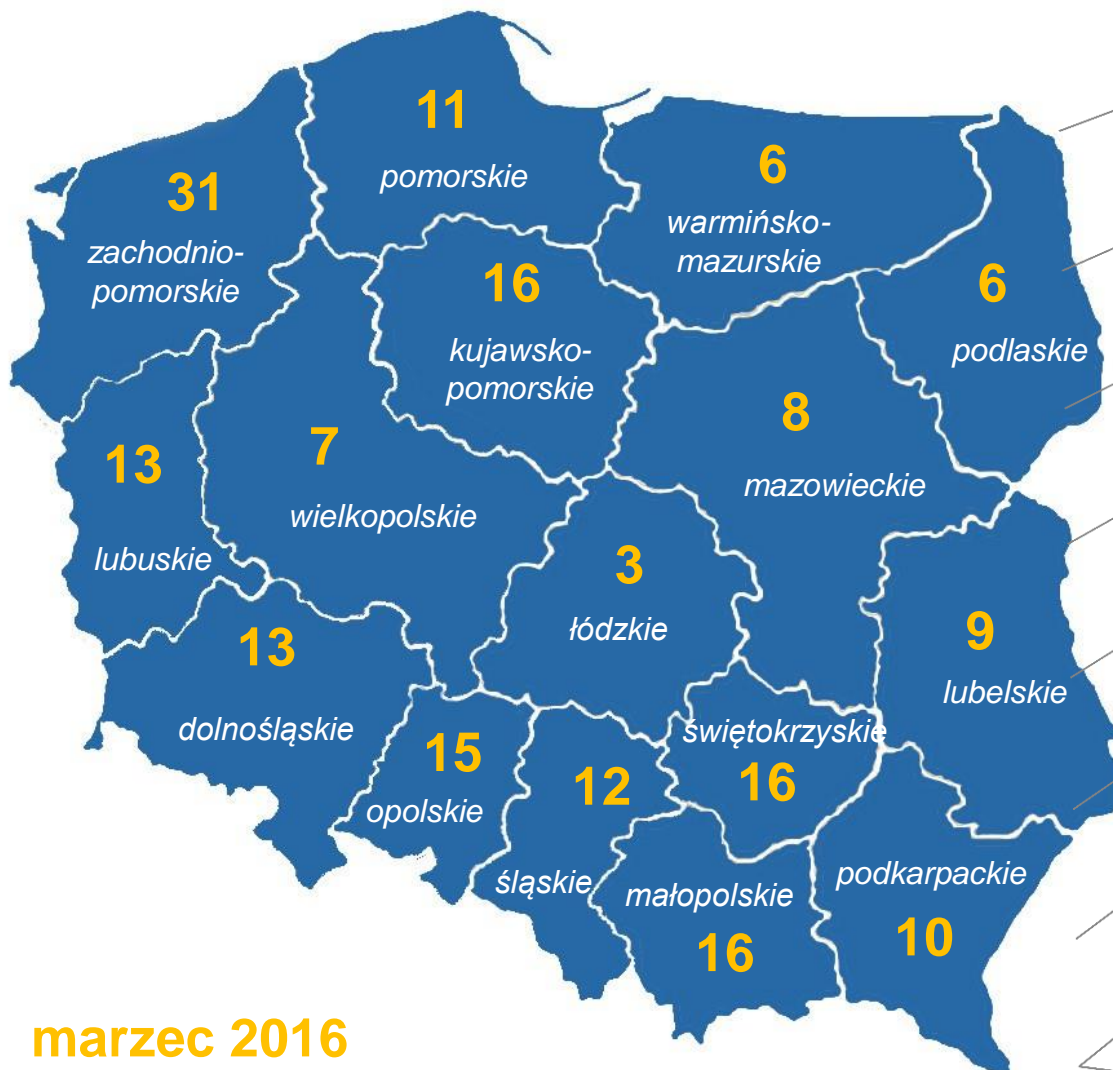 11
pomorskie
31
zachodnio-
pomorskie
6
warmińsko-
mazurskie
16
kujawsko-
pomorskie
6
podlaskie
13
lubuskie
7
wielkopolskie
8
mazowieckie
3
łódzkie
9
lubelskie
13
dolnośląskie
15
opolskie
12
śląskie
świętokrzyskie
16
małopolskie
16
podkarpackie
10
marzec 2016